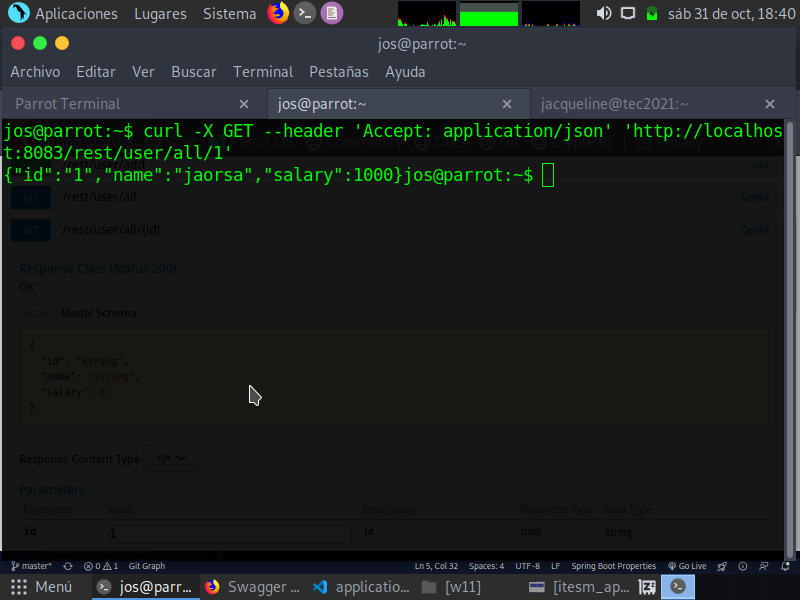 Aplicaciones Lugares Sistema sáb 31 de oct, 18:40
jos@parrot:~
Archivo Editar Ver Buscar Terminal Pestañas Ayuda
Parrot Terminal × jos@parrot:~ × jacqueline@tec2021:~ ×
jos@parrot:~$ curl -X GET --header 'Accept: application/json' 'http://localhos
t:8083/rest/user/all/1'
{"id":"1","name":"jaorsa","salary":1000}jos@parrot:~$
/rest/user/add add
GET /rest/user/all GetAll
GET /rest/user/all/{id} GetAll
Response Class (Status 200)
OK
Model Model Schema
{
"id": "string",
"name": "string",
"salary": 0
}
Response Content Type */*
Parameters
Parameter Value Description Parameter Type Data Type
id 1 id path string
master* 0 1 Git Graph Ln 5, Col 32 Spaces: 4 UTF-8 LF Spring Boot Properties Go Live
Menú jos@parr... Swagger ... applicatio... [w11] [itesm_ap...